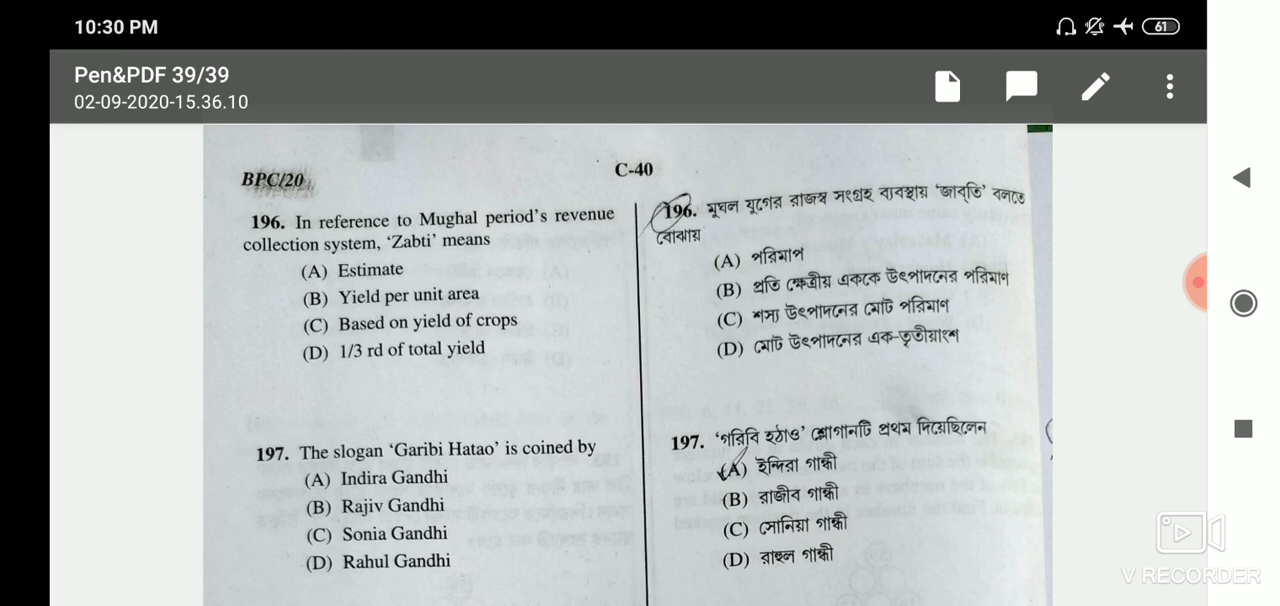 10:30 PM
61
Pen&PDF 39/39
02-09-2020-15.36.10
BPC/20
C-40
196. In reference to Mughal period's revenue
collection system, 'Zabti' means
(A) Estimate
(B) Yield per unit area
(C) Based on yield of crops
(D) 1/3 rd of total yield
197. The slogan 'Garibi Hatao' is coined by
(A) Indira Gandhi
(B) Rajiv Gandhi
(C) Sonia Gandhi
(D) Rahul Gandhi
196. মুঘল যুগের রাজস্ব সংগ্রহ ব্যবস্থায় 'জাব্‌তি' বলতে
বোঝায়
(A) পরিমাপ
(B) প্রতি ক্ষেত্রীয় এককে উৎপাদনের পরিমাণ
(C) শস্য উৎপাদনের মোট পরিমাণ
(D) মোট উৎপাদনের এক-তৃতীয়াংশ
197. 'গরিবি হঠাও' শ্লোগানটি প্রথম দিয়েছিলেন
(A) ইন্দিরা গান্ধী
(B) রাজীব গান্ধী
(C) সোনিয়া গান্ধী
(D) রাহুল গান্ধী
V RECORDER